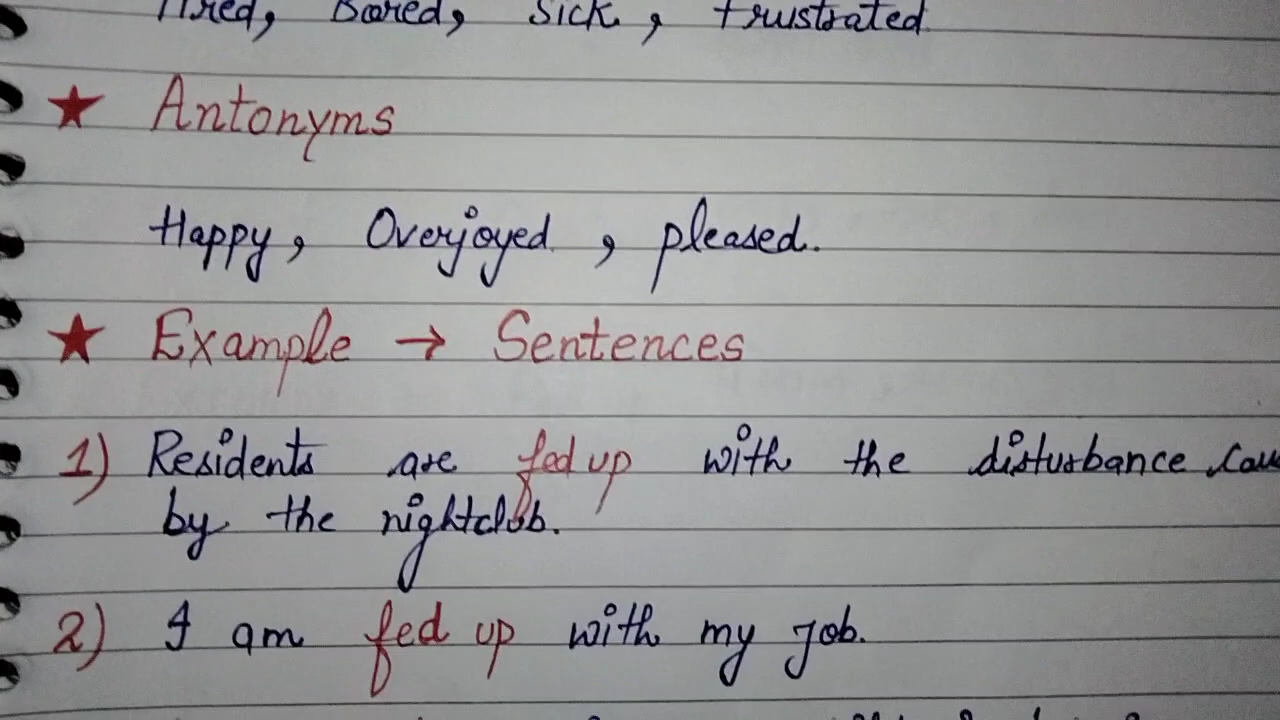 Tired, Bored, Sick, frustrated
★ Antonyms
Happy, Overjoyed, pleased.
★ Example → Sentences
1) Residents are fed up with the disturbance
by the nightclub.
2) I am fed up with my job.